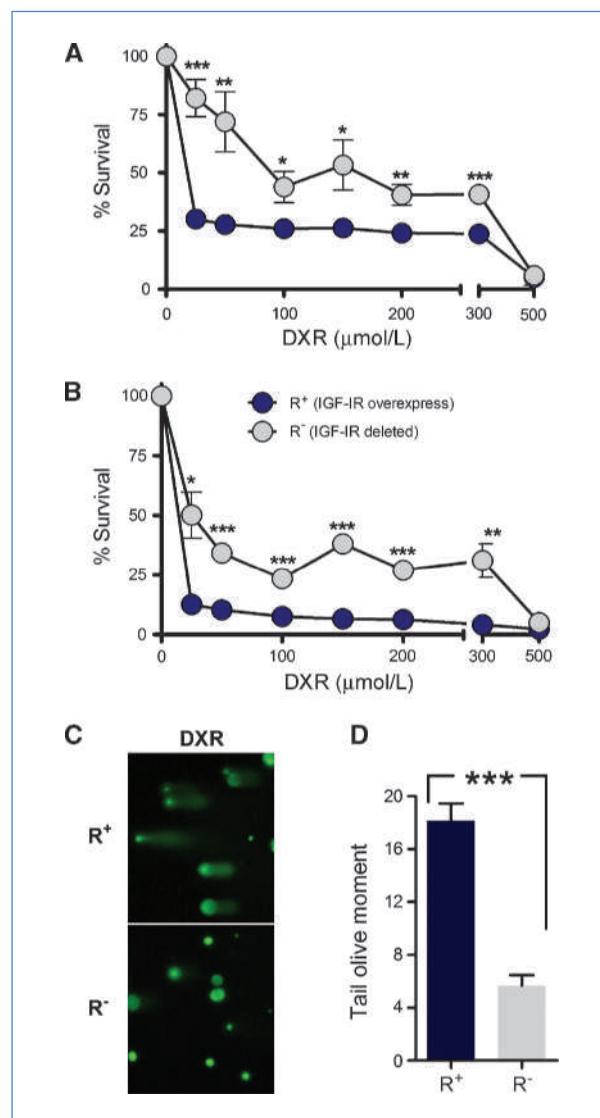 A
100
***
**
75
*
*
**
***
50
25
0
% Survival
0
100
200
300
500
DXR (μmol/L)
B
100
R+ (IGF-IR overexpress)
R- (IGF-IR deleted)
75
*
***
***
***
***
**
50
25
0
% Survival
0
100
200
300
500
DXR (μmol/L)
C
DXR
R+
R-
D
***
20
16
12
8
4
0
Tail olive moment
R+
R-